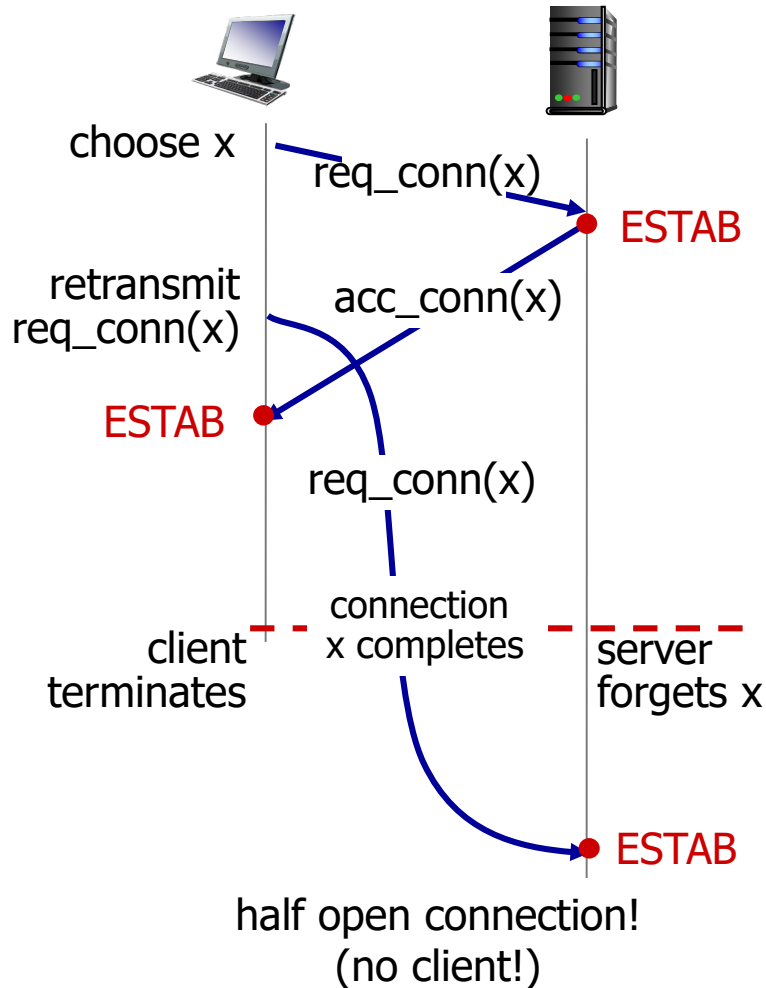 choose x
req_conn(x)
ESTAB
retransmit
req_conn(x)
acc_conn(x)
ESTAB
req_conn(x)
connection
x completes
client
terminates
server
forgets x
ESTAB
half open connection!
(no client!)